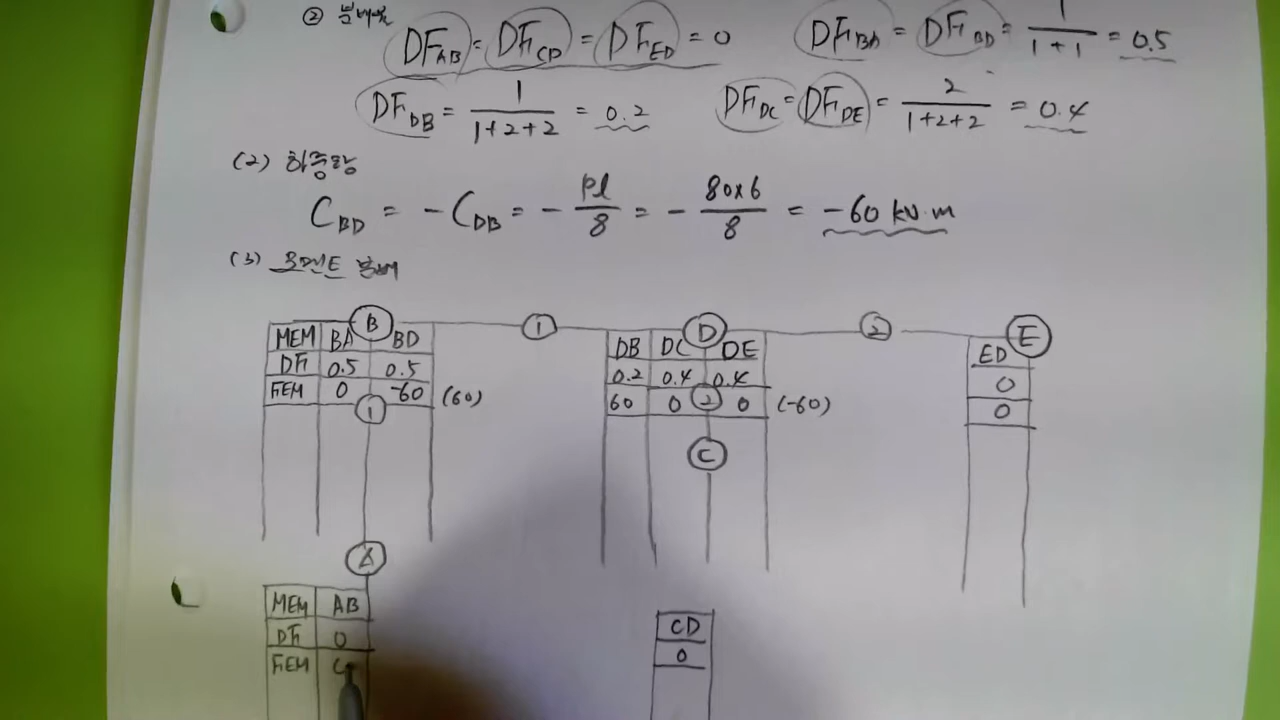 ② 분배율
DF_AB = DF_CD = DF_ED = 0 DF_BA = DF_BD = 1/(1+1) = 0.5
DF_DB = 1/(1+2+2) = 0.2 DF_DC = DF_DE = 2/(1+2+2) = 0.4
(2) 하중항
C_BD = -C_DB = - Pl/8 = - 80×6/8 = -60 kN·m
(3) 모멘트 분배
B ① D ② E
MEM BA BD DB DC DE ED
DF 0.5 0.5 0.2 0.4 0.4 0
FEM 0 -60 (60) 60 0 0 (-60) 0
① ②
C
A
MEM AB CD
DF 0 0
FEM